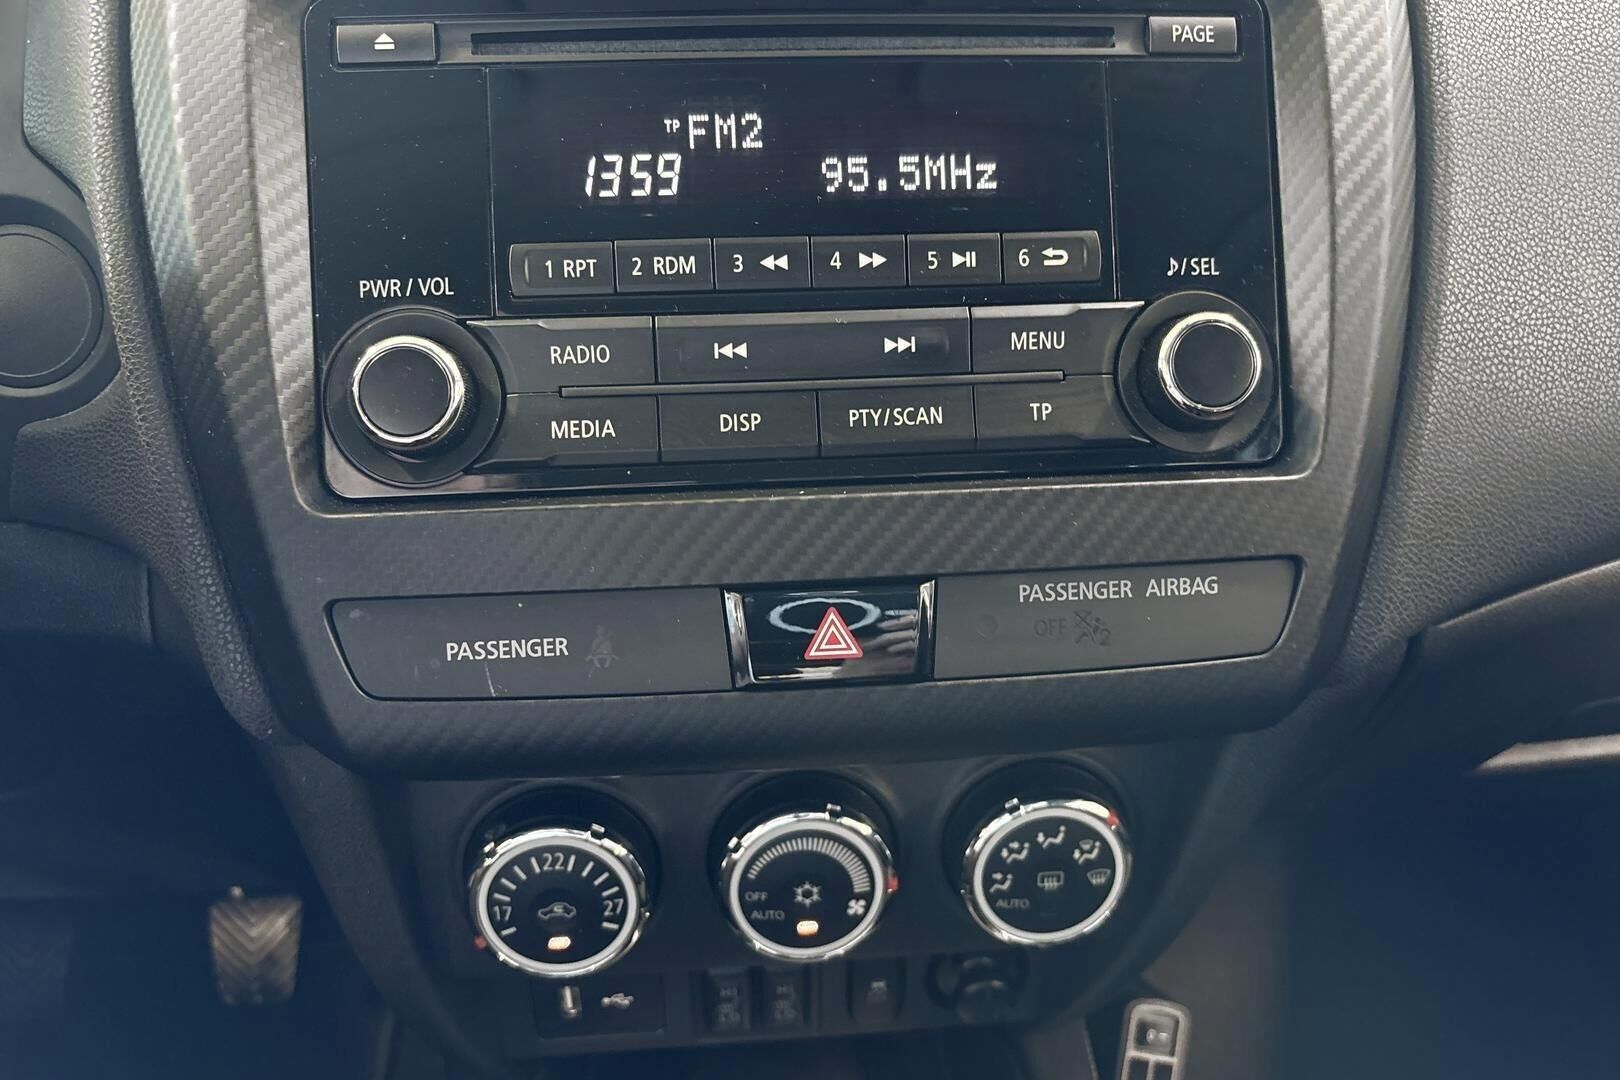 PAGE
TP FM2
1359 95.5MHz
1 RPT 2 RDM 3 4 5 6
PWR / VOL
/ SEL
RADIO
MENU
MEDIA DISP PTY/SCAN TP
PASSENGER AIRBAG
OFF 2
PASSENGER
22
17 27
OFF
AUTO
AUTO